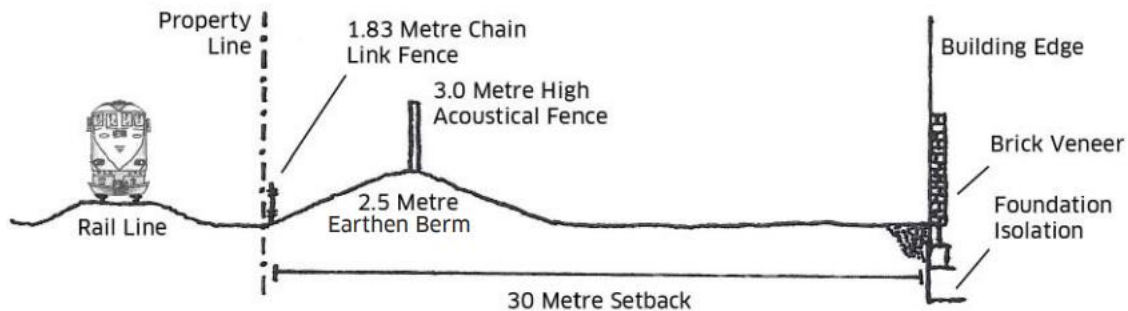 Property
Line
1.83 Metre Chain
Link Fence
3.0 Metre High
Acoustical Fence
Building Edge
Brick Veneer
2.5 Metre
Earthen Berm
Foundation
Isolation
Rail Line
30 Metre Setback